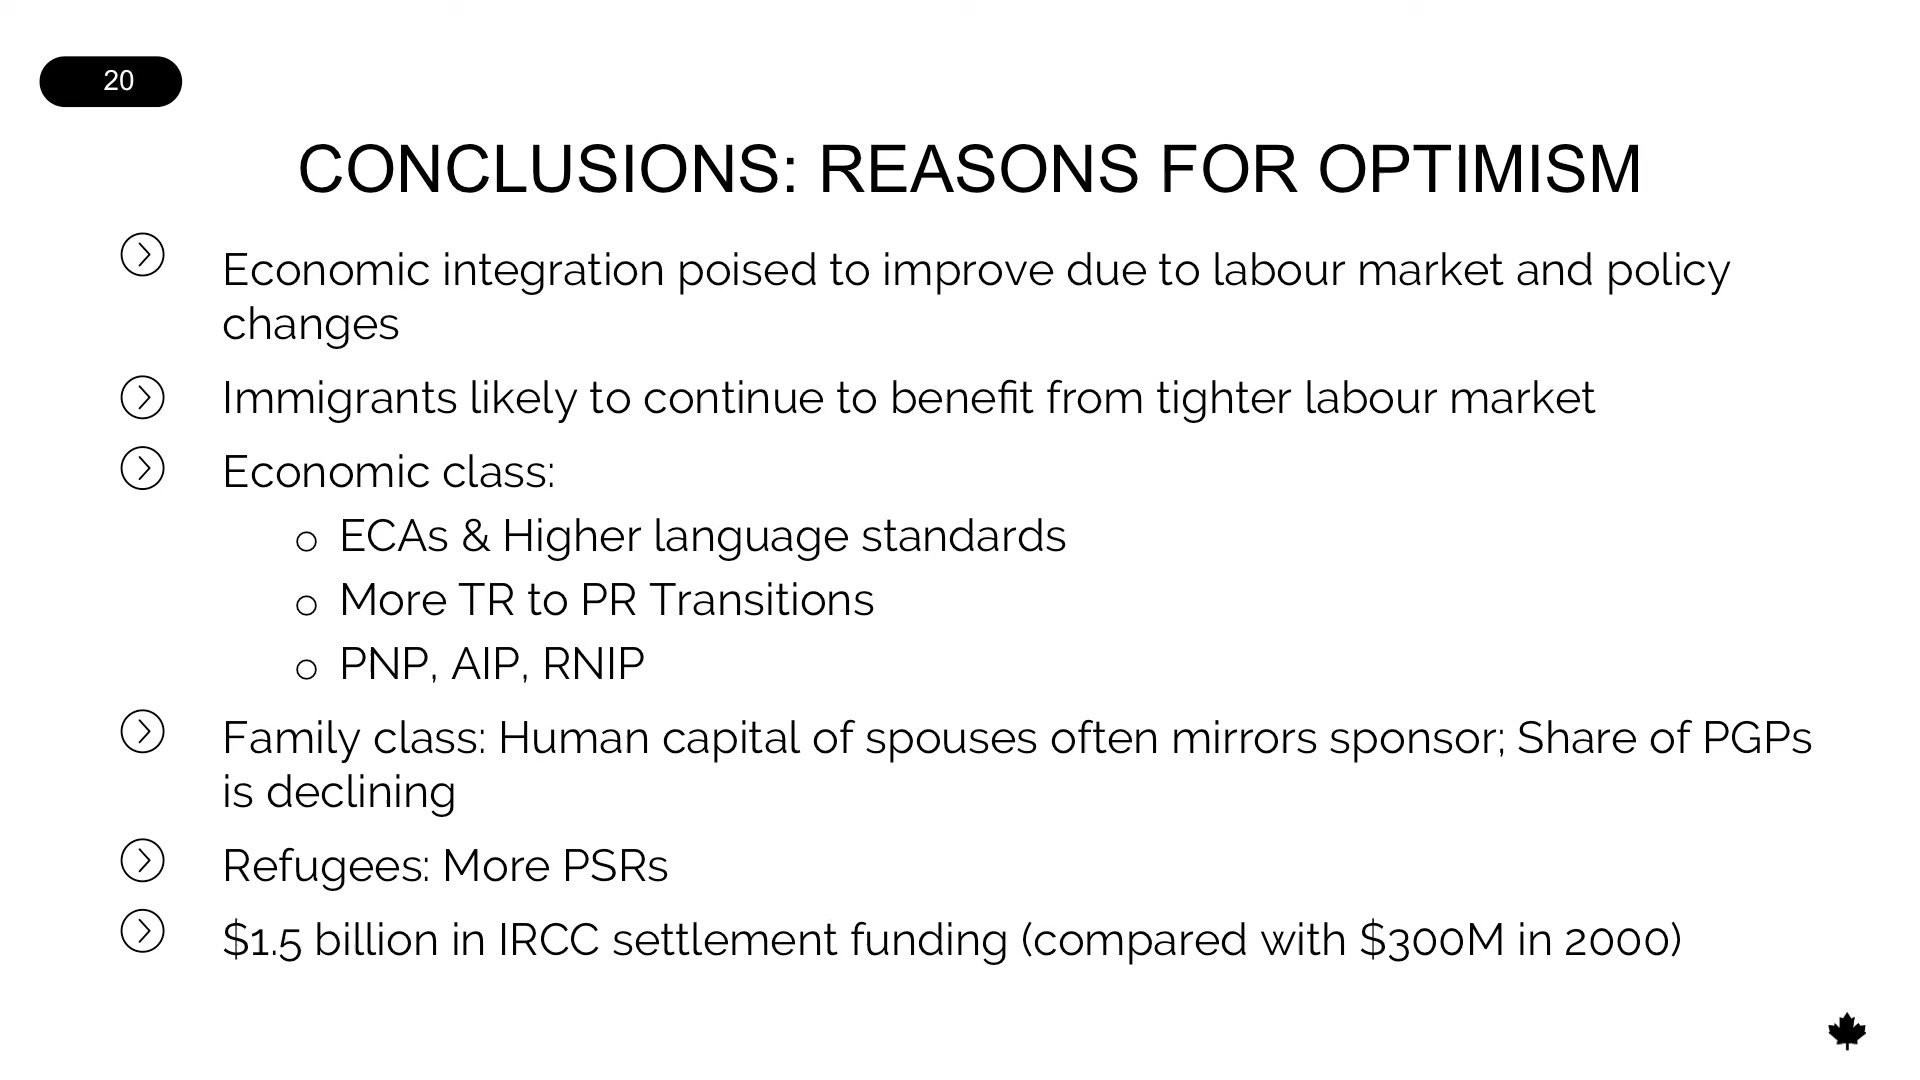 20
CONCLUSIONS: REASONS FOR OPTIMISM
Economic integration poised to improve due to labour market and policy
changes
Immigrants likely to continue to benefit from tighter labour market
Economic class:
o ECAs & Higher language standards
o More TR to PR Transitions
o PNP, AIP, RNIP
Family class: Human capital of spouses often mirrors sponsor; Share of PGPs
is declining
Refugees: More PSRs
$1.5 billion in IRCC settlement funding (compared with $300M in 2000)